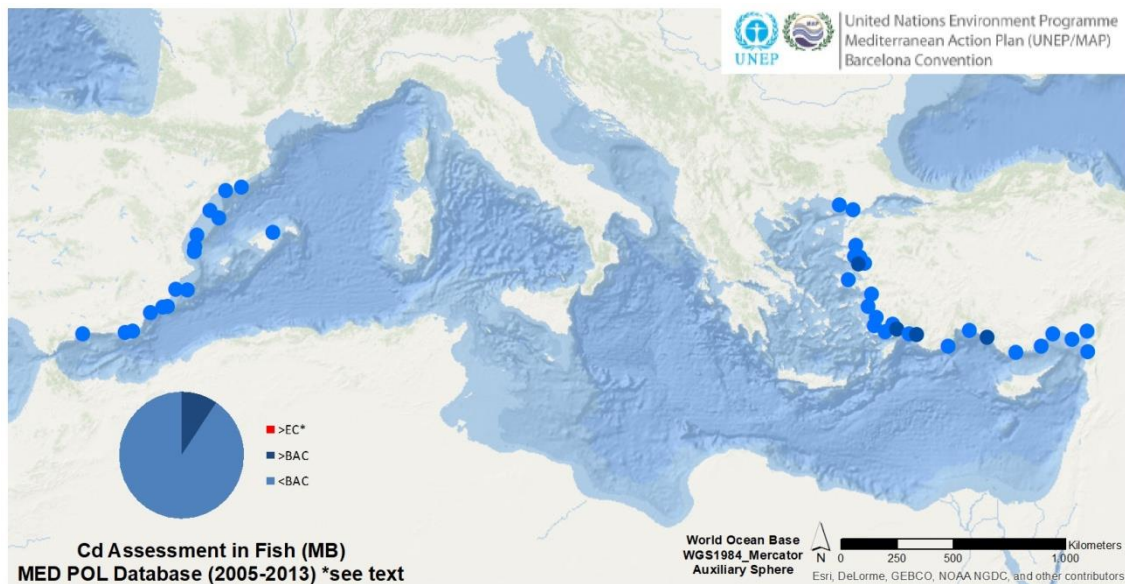 United Nations Environment Programme
Mediterranean Action Plan (UNEP/MAP)
Barcelona Convention
UNEP
>EC*
>BAC
<BAC
Cd Assessment in Fish (MB)
MED POL Database (2005-2013) *see text
World Ocean Base
WGS1984_Mercator
Auxiliary Sphere
N
Kilometers
0 250 500 1.000
Esri, DeLorme, GEBCO, NOAA NGDC, and other contributors